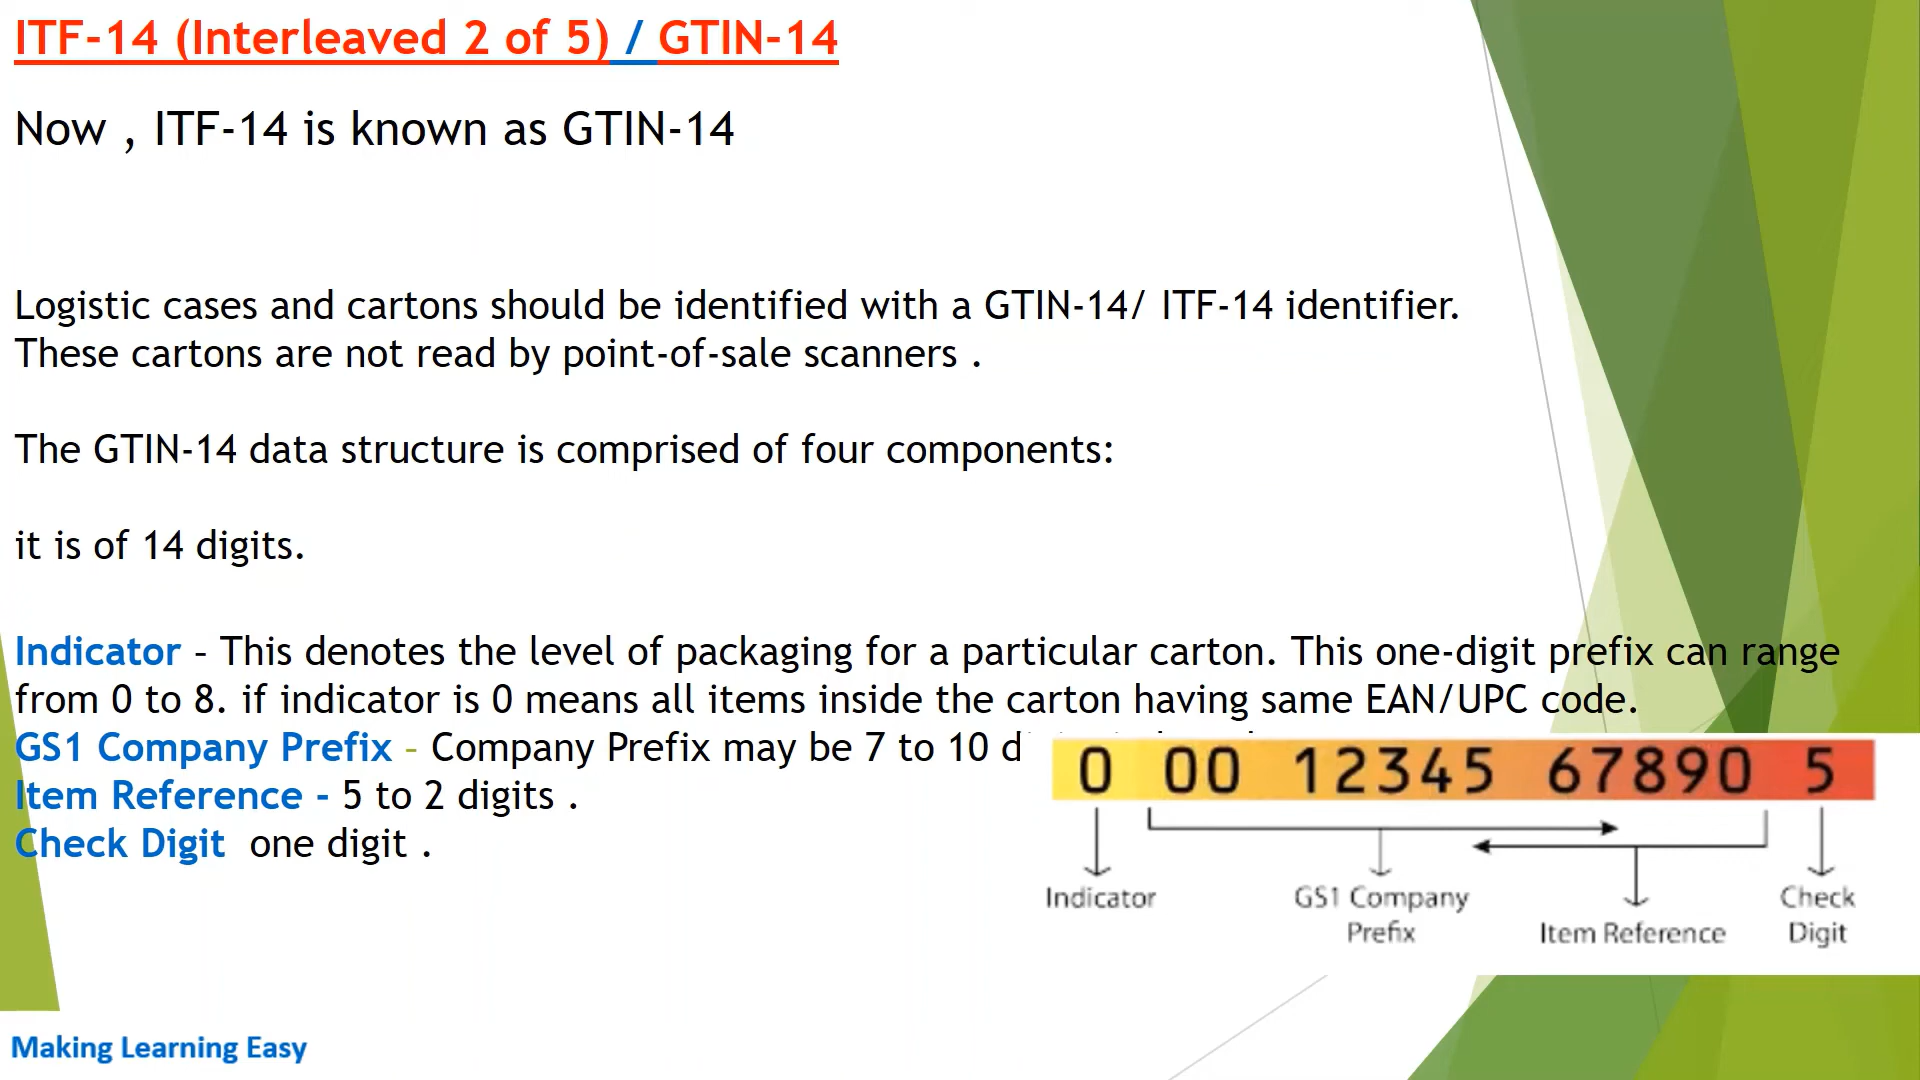 ITF-14 (Interleaved 2 of 5) / GTIN-14
Now , ITF-14 is known as GTIN-14
Logistic cases and cartons should be identified with a GTIN-14/ ITF-14 identifier.
These cartons are not read by point-of-sale scanners .
The GTIN-14 data structure is comprised of four components:
it is of 14 digits.
Indicator – This denotes the level of packaging for a particular carton. This one-digit prefix can range
from 0 to 8. if indicator is 0 means all items inside the carton having same EAN/UPC code.
GS1 Company Prefix – Company Prefix may be 7 to 10
Item Reference - 5 to 2 digits .
Check Digit one digit .
0 00 12345 67890 5
Indicator
GS1 Company
Prefix
Item Reference
Check
Digit
Making Learning Easy